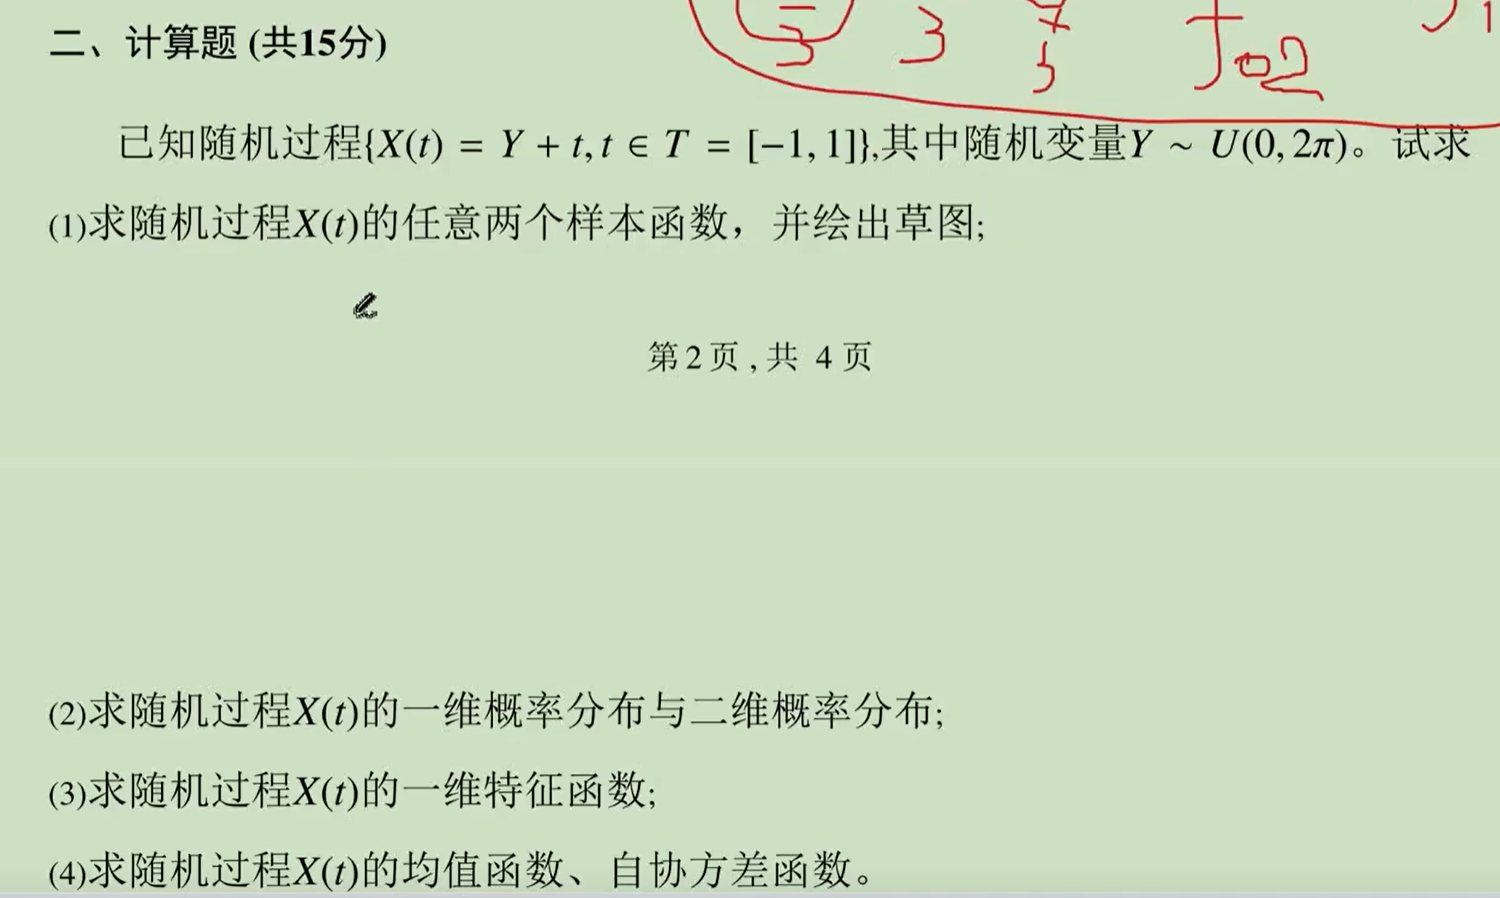 3 3 x 5 f02
二、计算题 (共15分)
已知随机过程{X(t) = Y + t, t ∈ T = [−1, 1]},其中随机变量Y ~ U(0, 2π)。试求
(1)求随机过程X(t)的任意两个样本函数，并绘出草图;
第 2 页 , 共 4 页
(2)求随机过程X(t)的一维概率分布与二维概率分布;
(3)求随机过程X(t)的一维特征函数;
(4)求随机过程X(t)的均值函数、自协方差函数。